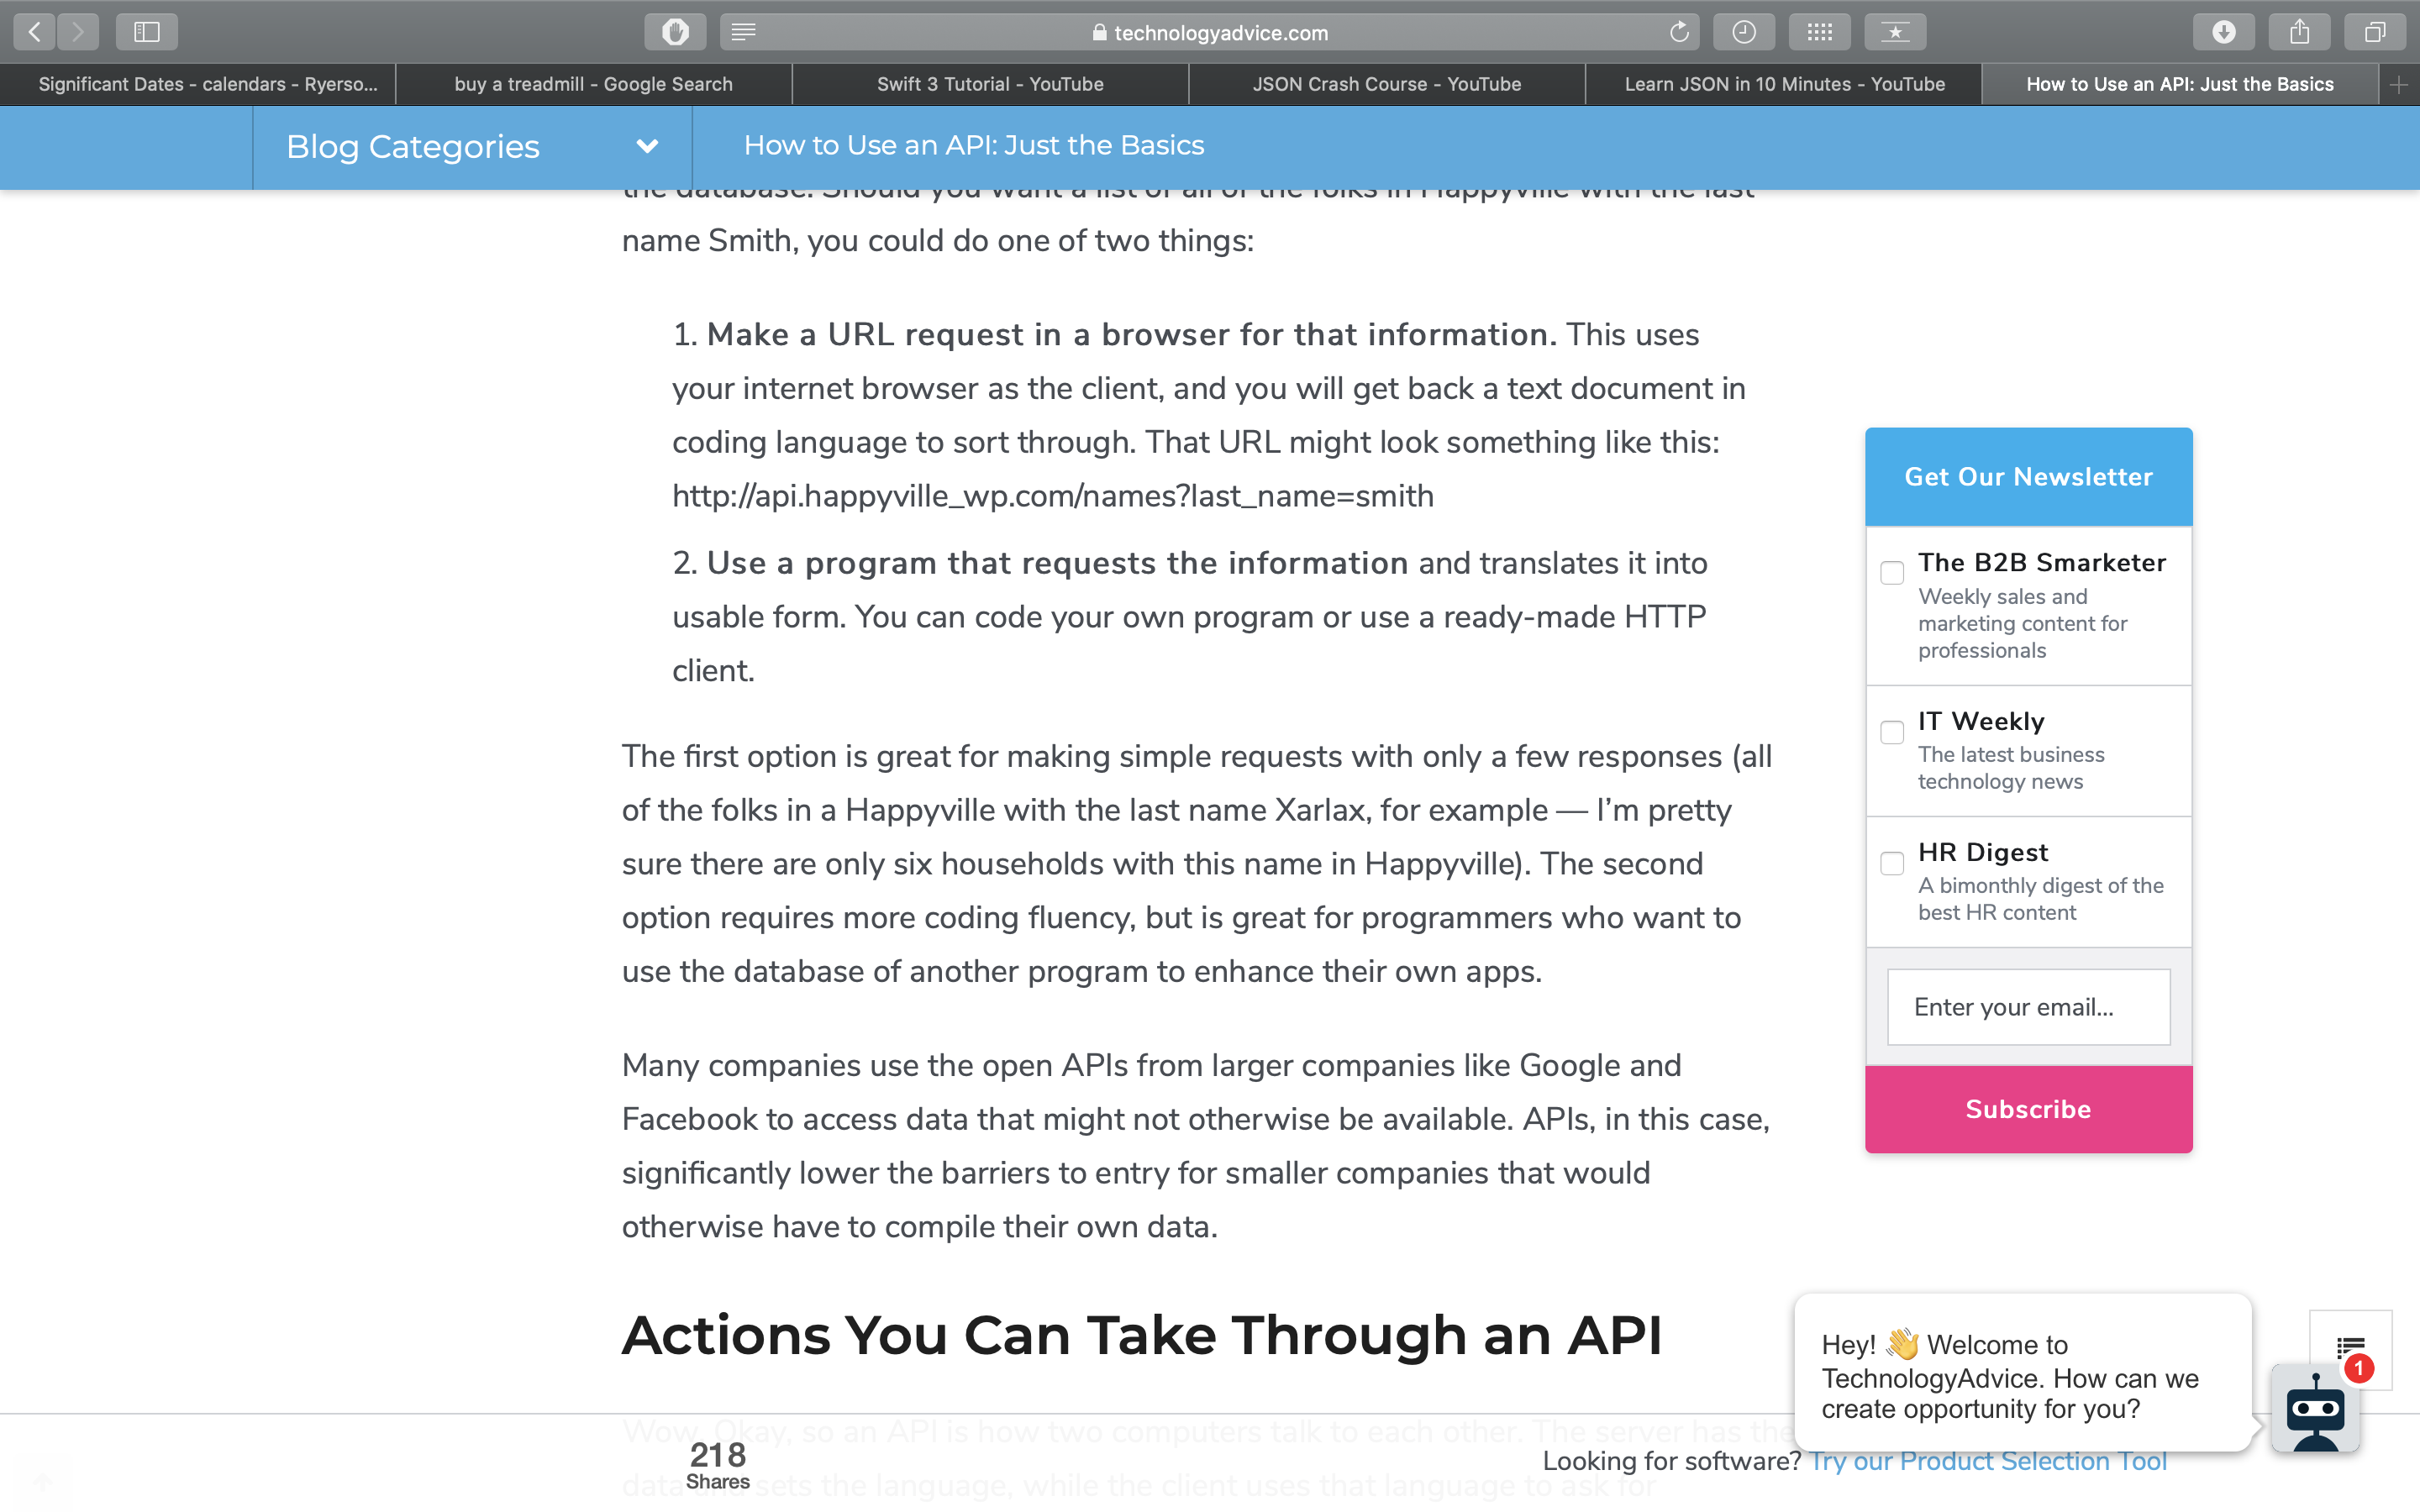 technologyadvice.com
Significant Dates - calendars - Ryerso...
buy a treadmill - Google Search
Swift 3 Tutorial - YouTube
JSON Crash Course - YouTube
Learn JSON in 10 Minutes - YouTube
How to Use an API: Just the Basics
Blog Categories
How to Use an API: Just the Basics
the database. Should you want a list of all of the folks in Happyville with the last
name Smith, you could do one of two things:
1. Make a URL request in a browser for that information. This uses
your internet browser as the client, and you will get back a text document in
coding language to sort through. That URL might look something like this:
http://api.happyville_wp.com/names?last_name=smith
2. Use a program that requests the information and translates it into
usable form. You can code your own program or use a ready-made HTTP
client.
The first option is great for making simple requests with only a few responses (all
of the folks in a Happyville with the last name Xarlax, for example — I’m pretty
sure there are only six households with this name in Happyville). The second
option requires more coding fluency, but is great for programmers who want to
use the database of another program to enhance their own apps.
Many companies use the open APIs from larger companies like Google and
Facebook to access data that might not otherwise be available. APIs, in this case,
significantly lower the barriers to entry for smaller companies that would
otherwise have to compile their own data.
Actions You Can Take Through an API
Wow. Okay, so an API is how two computers talk to each other. The server has the
data and sets the language, while the client uses that language to ask for
218
Shares
Looking for software? Try our Product Selection Tool
Get Our Newsletter
The B2B Smarketer
Weekly sales and
marketing content for
professionals
IT Weekly
The latest business
technology news
HR Digest
A bimonthly digest of the
best HR content
Enter your email...
Subscribe
Hey! 👋 Welcome to
TechnologyAdvice. How can we
create opportunity for you?
1